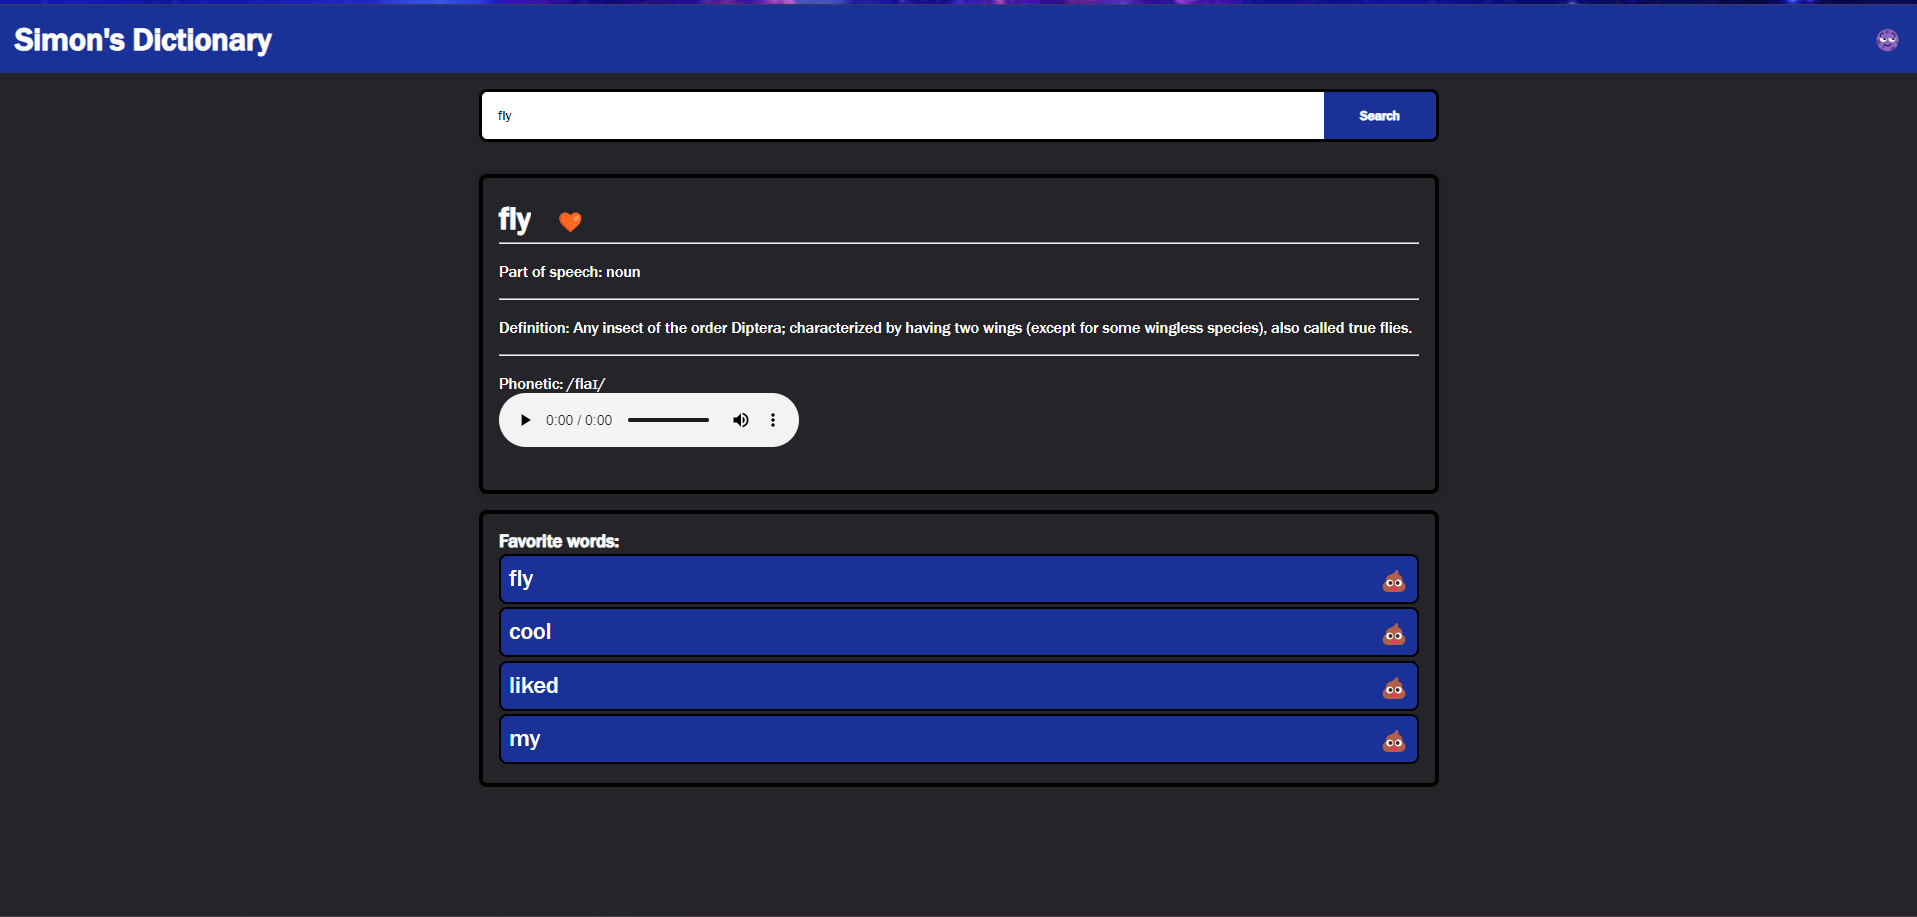 Simon's Dictionary
fly
Search
fly
Part of speech: noun
Definition: Any insect of the order Diptera; characterized by having two wings (except for some wingless species), also called true flies.
Phonetic: /flaɪ/
0:00 / 0:00
Favorite words:
fly
cool
liked
my